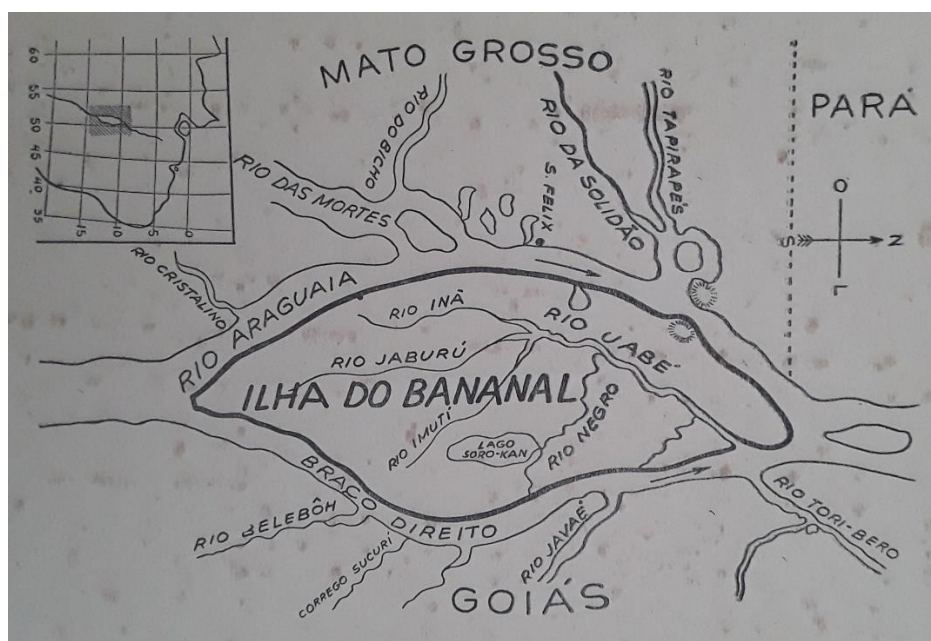 MATO GROSSO
PARÁ
60
55
50
45
40
35
15
10
5
0
RIO DO BICHO
RIO DA SOLIDÃO
RIO TAPIRAPÉS
RIO DAS MORTES
S. FELIX
O
S
N
L
RIO CRISTALINO
RIO ARAGUAIA
RIO INÃ
RIO UABÉ
RIO JABURÚ
ILHA DO BANANAL
RIO IMUTÍ
LAGO
SORO-KAN
RIO NEGRO
BRAÇO DIREITO
RIO BELEBÔH
CORREGO SUCURÍ
RIO JAVAÉ
RIO TORI-BERO
GOIÁS